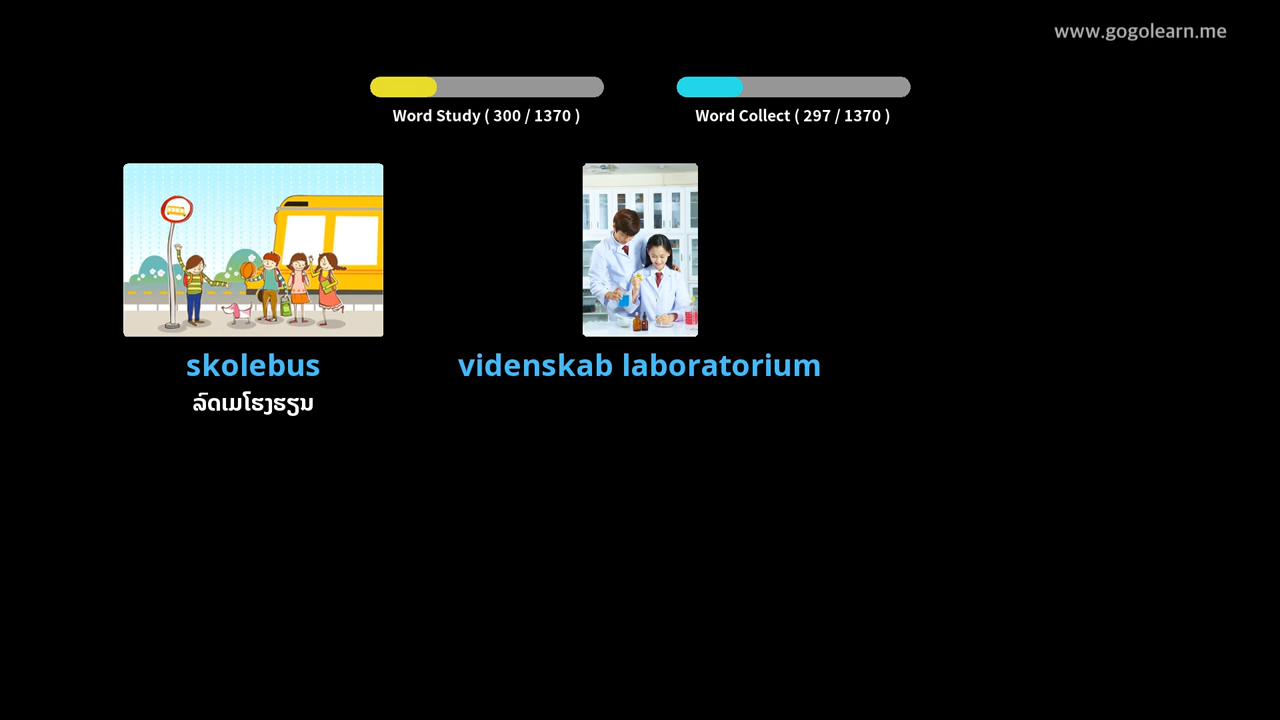 www.gogolearn.me
Word Study ( 300 / 1370 )
Word Collect ( 297 / 1370 )
skolebus
videnskab laboratorium
ລົດເມໂຮງຮຽນ